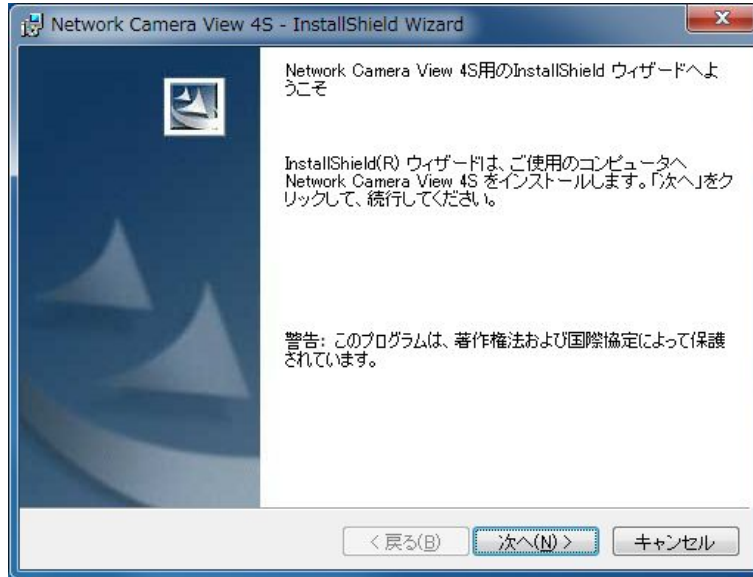 Network Camera View 4S - InstallShield Wizard
Network Camera View 4S用のInstallShield ウィザードへよ
うこそ
InstallShield(R) ウィザードは、ご使用のコンピュータへ
Network Camera View 4S をインストールします。「次へ」をク
リックして、続行してください。
警告: このプログラムは、著作権法および国際協定によって保護
されています。
< 戻る(B)
次へ(N) >
キャンセル